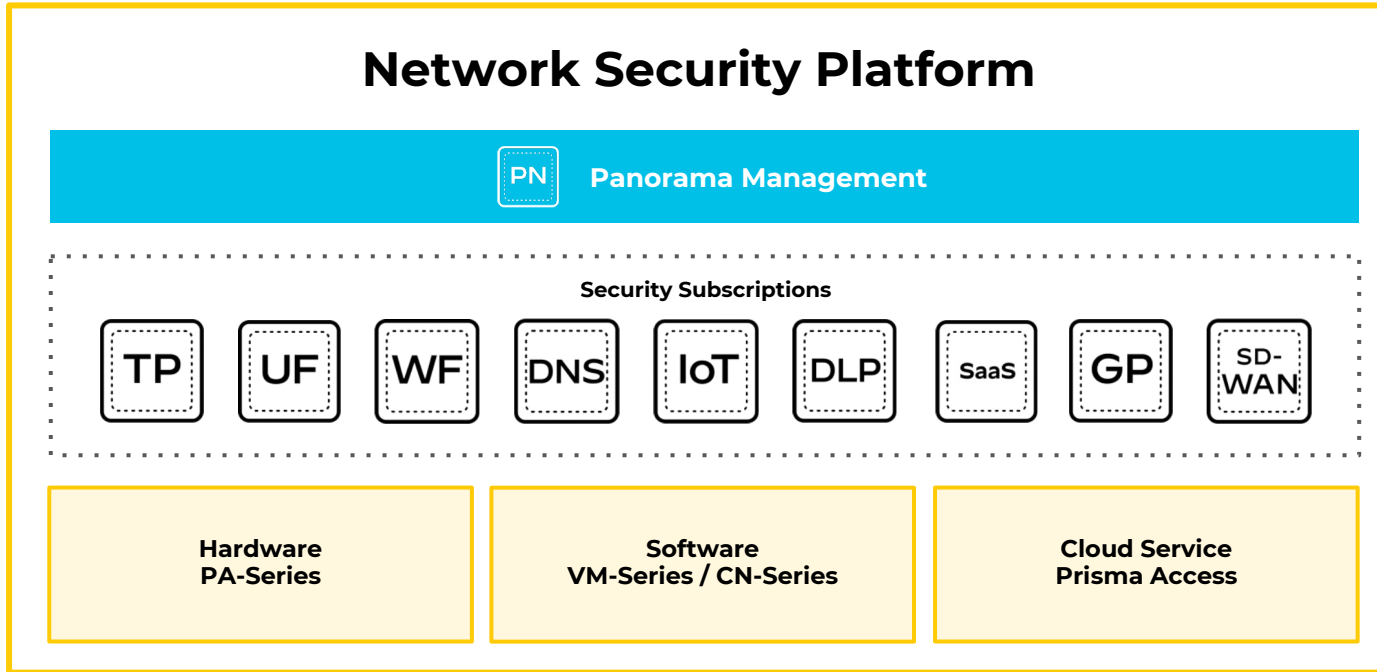 Network Security Platform
PN Panorama Management
Security Subscriptions
TP UF WF DNS IoT DLP SaaS GP SD-
WAN
Hardware
PA-Series
Software
VM-Series / CN-Series
Cloud Service
Prisma Access